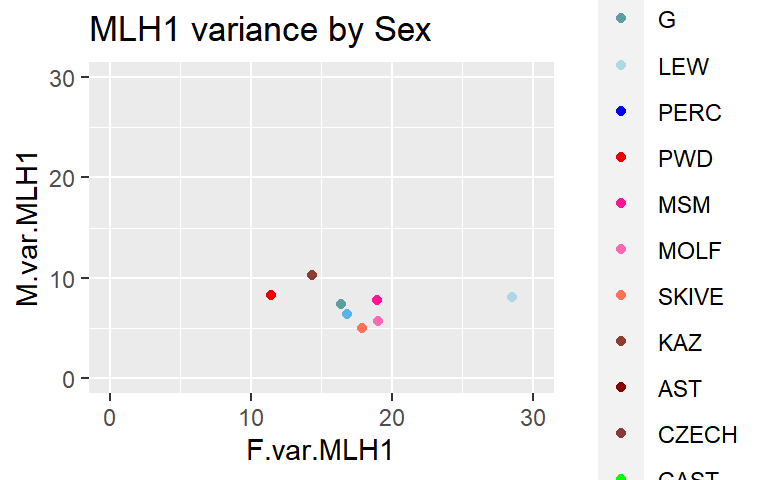 MLH1 variance by Sex
M.var.MLH1
30
20
10
0
0 10 20 30
F.var.MLH1
G
LEW
PERC
PWD
MSM
MOLF
SKIVE
KAZ
AST
CZECH
CAST